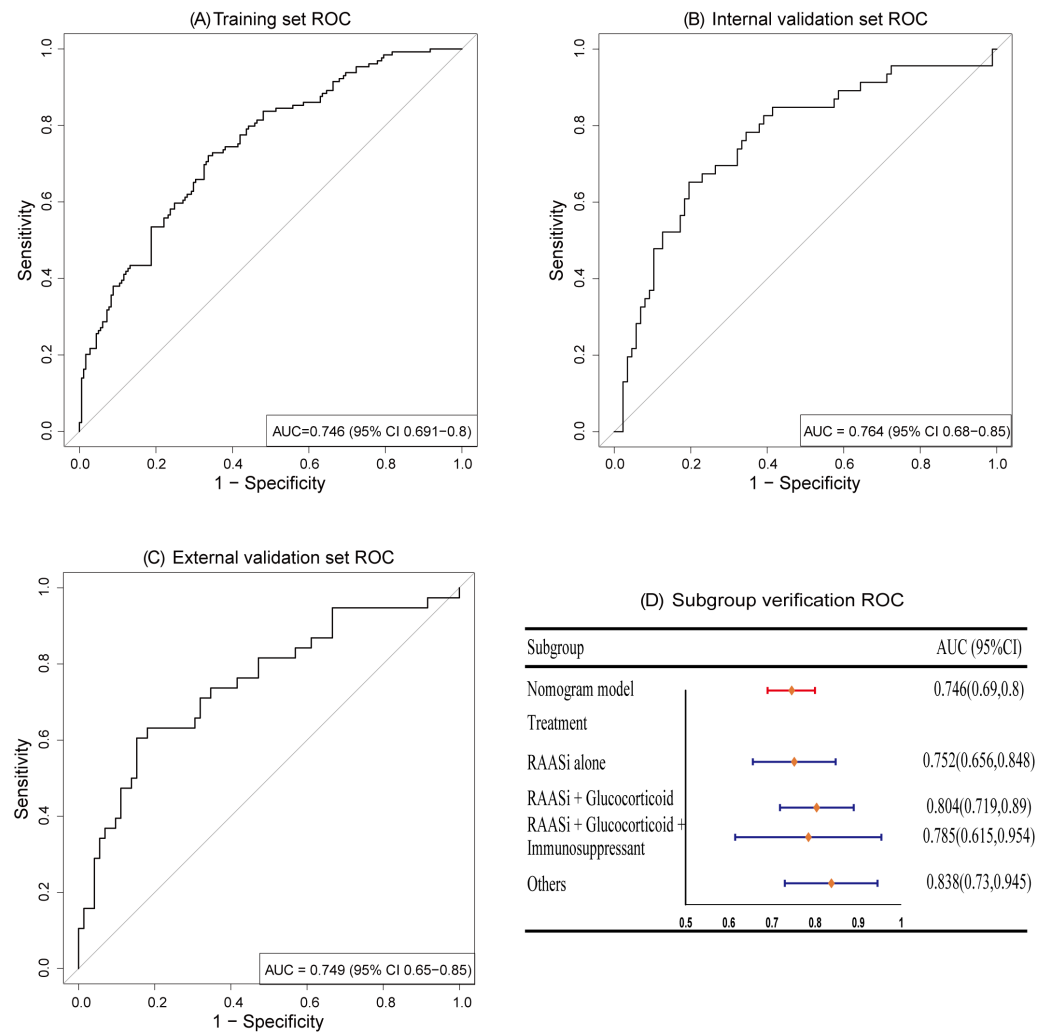 (A) Training set ROC
1.0
0.8
0.6
0.4
0.2
0.0
Sensitivity
AUC=0.746 (95% CI 0.691−0.8)
0.0 0.2 0.4 0.6 0.8 1.0
1 − Specificity
(B) Internal validation set ROC
1.0
0.8
0.6
0.4
0.2
0.0
Sensitivity
AUC = 0.764 (95% CI 0.68−0.85)
0.0 0.2 0.4 0.6 0.8 1.0
1 − Specificity
(C) External validation set ROC
1.0
0.8
0.6
0.4
0.2
0.0
Sensitivity
AUC = 0.749 (95% CI 0.65−0.85)
0.0 0.2 0.4 0.6 0.8 1.0
1 − Specificity
(D) Subgroup verification ROC
Subgroup AUC (95%CI)
Nomogram model 0.746(0.69,0.8)
Treatment
RAASi alone 0.752(0.656,0.848)
RAASi + Glucocorticoid 0.804(0.719,0.89)
RAASi + Glucocorticoid + 0.785(0.615,0.954)
Immunosuppressant
Others 0.838(0.73,0.945)
0.5 0.6 0.7 0.8 0.9 1